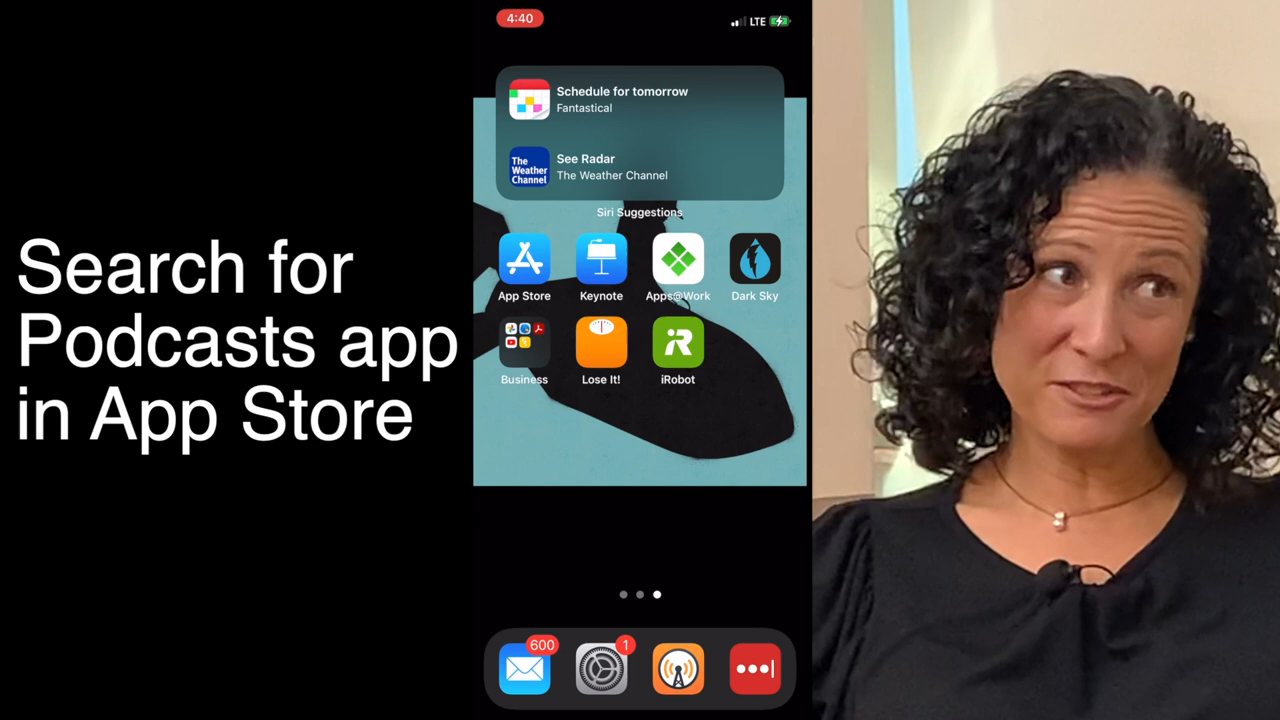 Search for
Podcasts app
in App Store
4:40
LTE
Schedule for tomorrow
Fantastical
The
Weather
Channel
See Radar
The Weather Channel
Siri Suggestions
App Store
Keynote
Apps@Work
Dark Sky
Business
Lose It!
iRobot
600
1